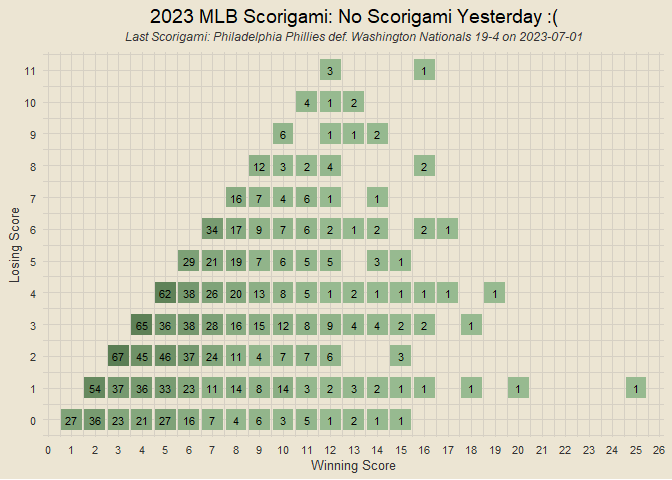 2023 MLB Scorigami: No Scorigami Yesterday :(
Last Scorigami: Philadelphia Phillies def. Washington Nationals 19-4 on 2023-07-01
Losing Score
11 3 1
10 4 1 2
9 6 1 1 2
8 12 3 2 4 2
7 16 7 4 6 1 1
6 34 17 9 7 6 2 1 2 2 1
5 29 21 19 7 6 5 5 3 1
4 62 38 26 20 13 8 5 1 2 1 1 1 1 1
3 65 36 38 28 16 15 12 8 9 4 4 2 2 1
2 67 45 46 37 24 11 4 7 7 6 3
1 54 37 36 33 23 11 14 8 14 3 2 3 2 1 1 1 1 1
0 27 36 23 21 27 16 7 4 6 3 5 1 2 1 1
0 1 2 3 4 5 6 7 8 9 10 11 12 13 14 15 16 17 18 19 20 21 22 23 24 25 26
Winning Score